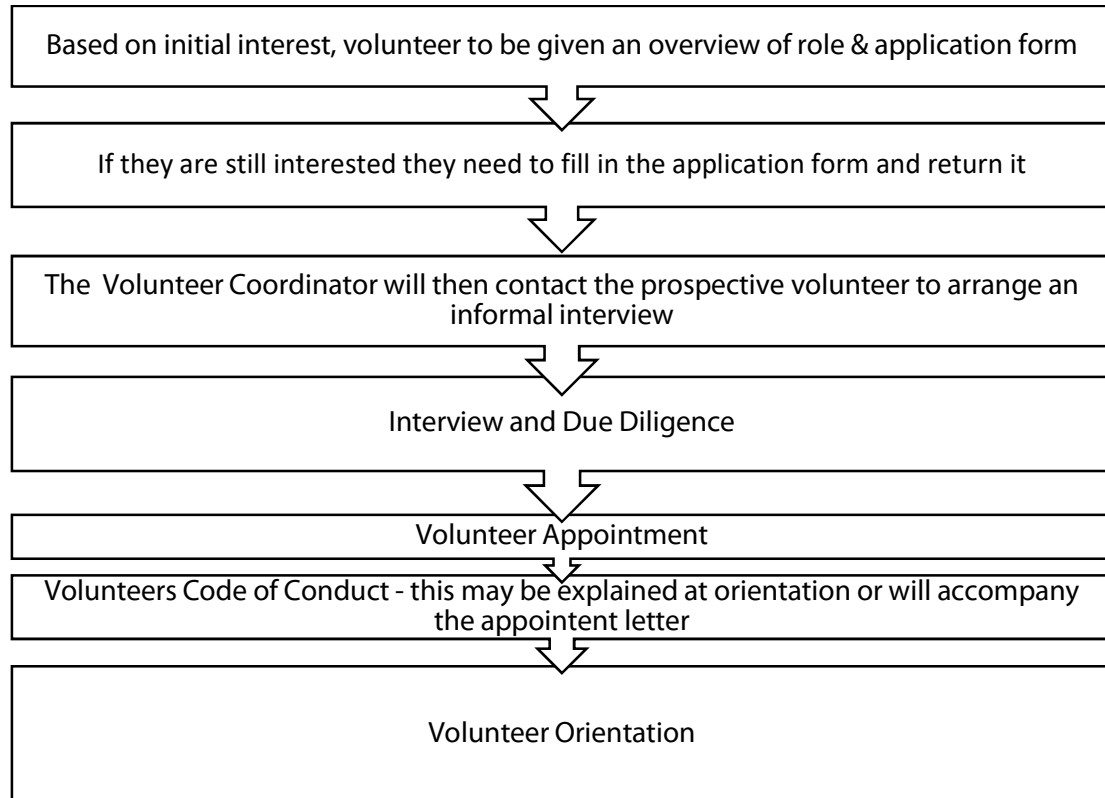 Based on initial interest, volunteer to be given an overview of role & application form
If they are still interested they need to fill in the application form and return it
The  Volunteer Coordinator will then contact the prospective volunteer to arrange an
informal interview
Interview and Due Diligence
Volunteer Appointment
Volunteers Code of Conduct - this may be explained at orientation or will accompany
the appointent letter
Volunteer Orientation